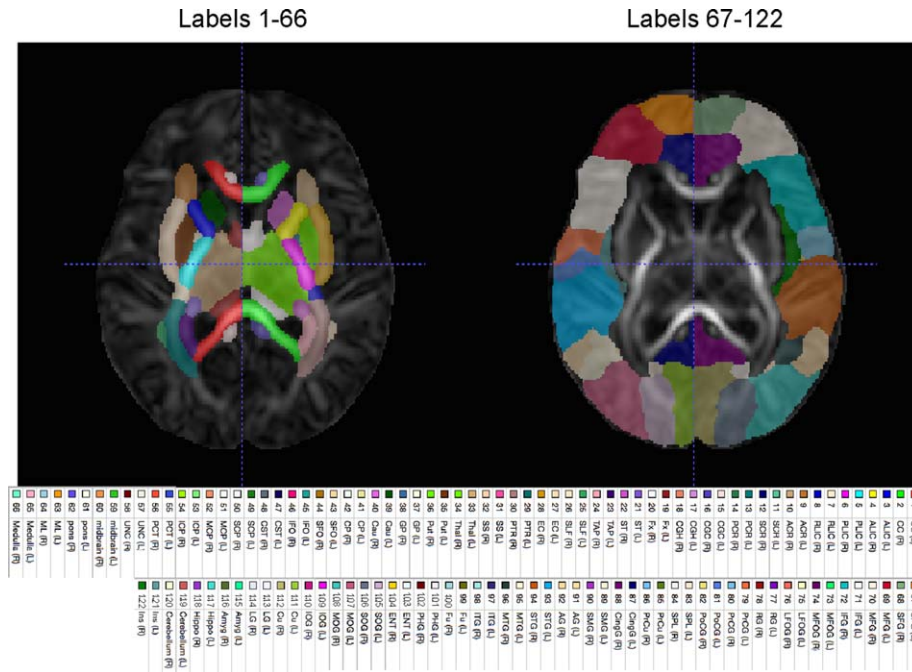 Labels 1-66
Labels 67-122
2 CC (R)
3 ALIC (L)
4 ALIC (R)
5 PLIC (L)
6 PLIC (R)
7 RLIC (L)
8 RLIC (R)
9 ACR (L)
10 ACR (R)
11 SCR (L)
12 SCR (R)
13 PCR (L)
14 PCR (R)
15 CGC (L)
16 CGC (R)
17 CGH (L)
18 CGH (R)
19 Fx (L)
20 Fx (R)
21 ST (L)
22 ST (R)
23 TAP (L)
24 TAP (R)
25 SLF (L)
26 SLF (R)
27 EC (L)
28 EC (R)
29 PTR (L)
30 PTR (R)
31 SS (L)
32 SS (R)
33 Thal (L)
34 Thal (R)
35 Put (L)
36 Put (R)
37 GP (L)
38 GP (R)
39 Cau (L)
40 Cau (R)
41 CP (L)
42 CP (R)
43 SFO (L)
44 SFO (R)
45 IFO (L)
46 IFO (R)
47 CST (L)
48 CST (R)
49 SCP (L)
50 SCP (R)
51 MCP (L)
52 MCP (R)
53 ICP (L)
54 ICP (R)
55 PCT (L)
56 PCT (R)
57 UNC (L)
58 UNC (R)
59 midbrain (L)
60 midbrain (R)
61 pons (L)
62 pons (R)
63 ML (L)
64 ML (R)
65 Medulla (L)
66 Medulla (R)
68 SFG (R)
69 MFG (L)
70 MFG (R)
71 IFG (L)
72 IFG (R)
73 MFOG (L)
74 MFOG (R)
75 LFOG (L)
76 LFOG (R)
77 RG (L)
78 RG (R)
79 PrCG (L)
80 PrCG (R)
81 PoCG (L)
82 PoCG (R)
83 SPL (L)
84 SPL (R)
85 PrCu (L)
86 PrCu (R)
87 CingG (L)
88 CingG (R)
89 SMG (L)
90 SMG (R)
91 AG (L)
92 AG (R)
93 STG (L)
94 STG (R)
95 MTG (L)
96 MTG (R)
97 ITG (L)
98 ITG (R)
99 Fu (L)
100 Fu (R)
101 PHG (L)
102 PHG (R)
103 ENT (L)
104 ENT (R)
105 SOG (L)
106 SOG (R)
107 MOG (L)
108 MOG (R)
109 IOG (L)
110 IOG (R)
111 Cu (L)
112 Cu (R)
113 LG (L)
114 LG (R)
115 Amyg (L)
116 Amyg (R)
117 Hippo (L)
118 Hippo (R)
119 Cerebellum (L)
120 Cerebellum (R)
121 Ins (L)
122 Ins (R)